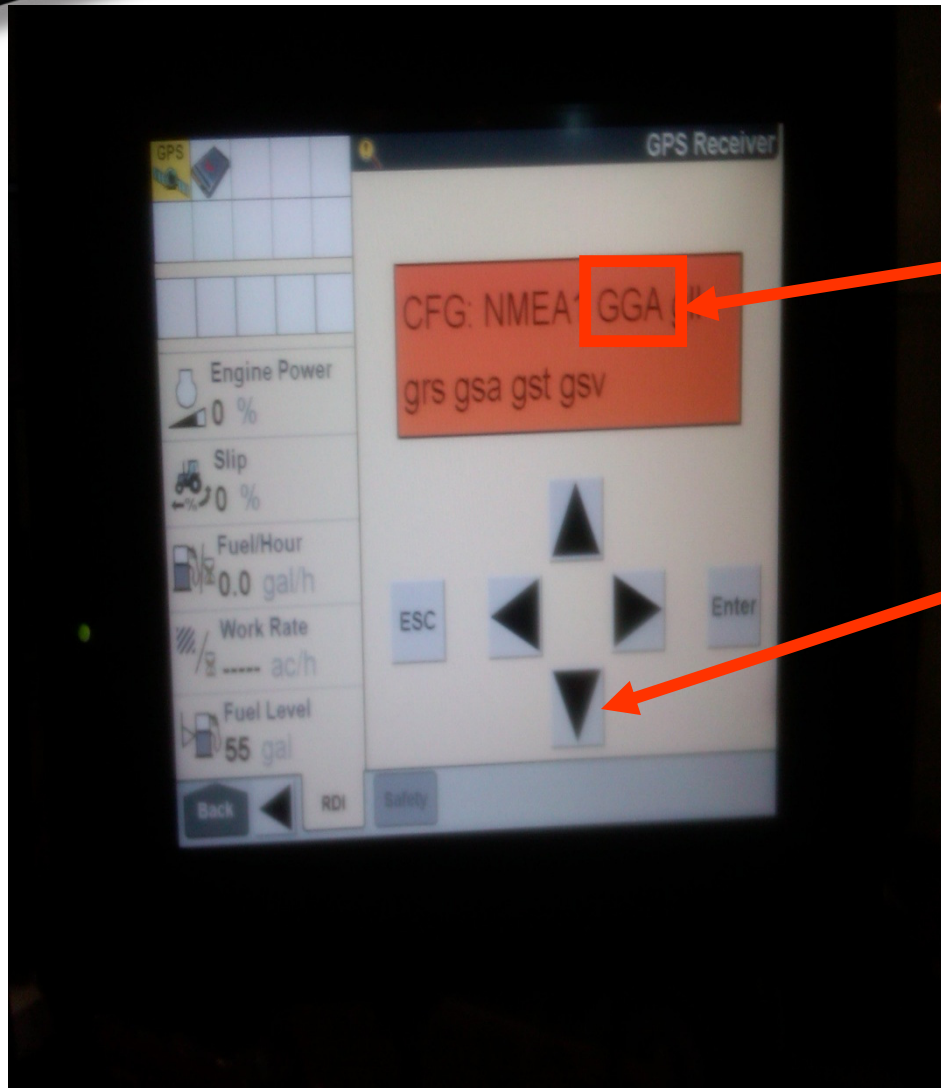 GPS
GPS Receiver
CFG: NMEA1 GGA gll
grs gsa gst gsv
Engine Power
0 %
Slip
0 %
Fuel/Hour
0.0 gal/h
Work Rate
----- ac/h
Fuel Level
55 gal
ESC
Enter
Back
RDI
Safety